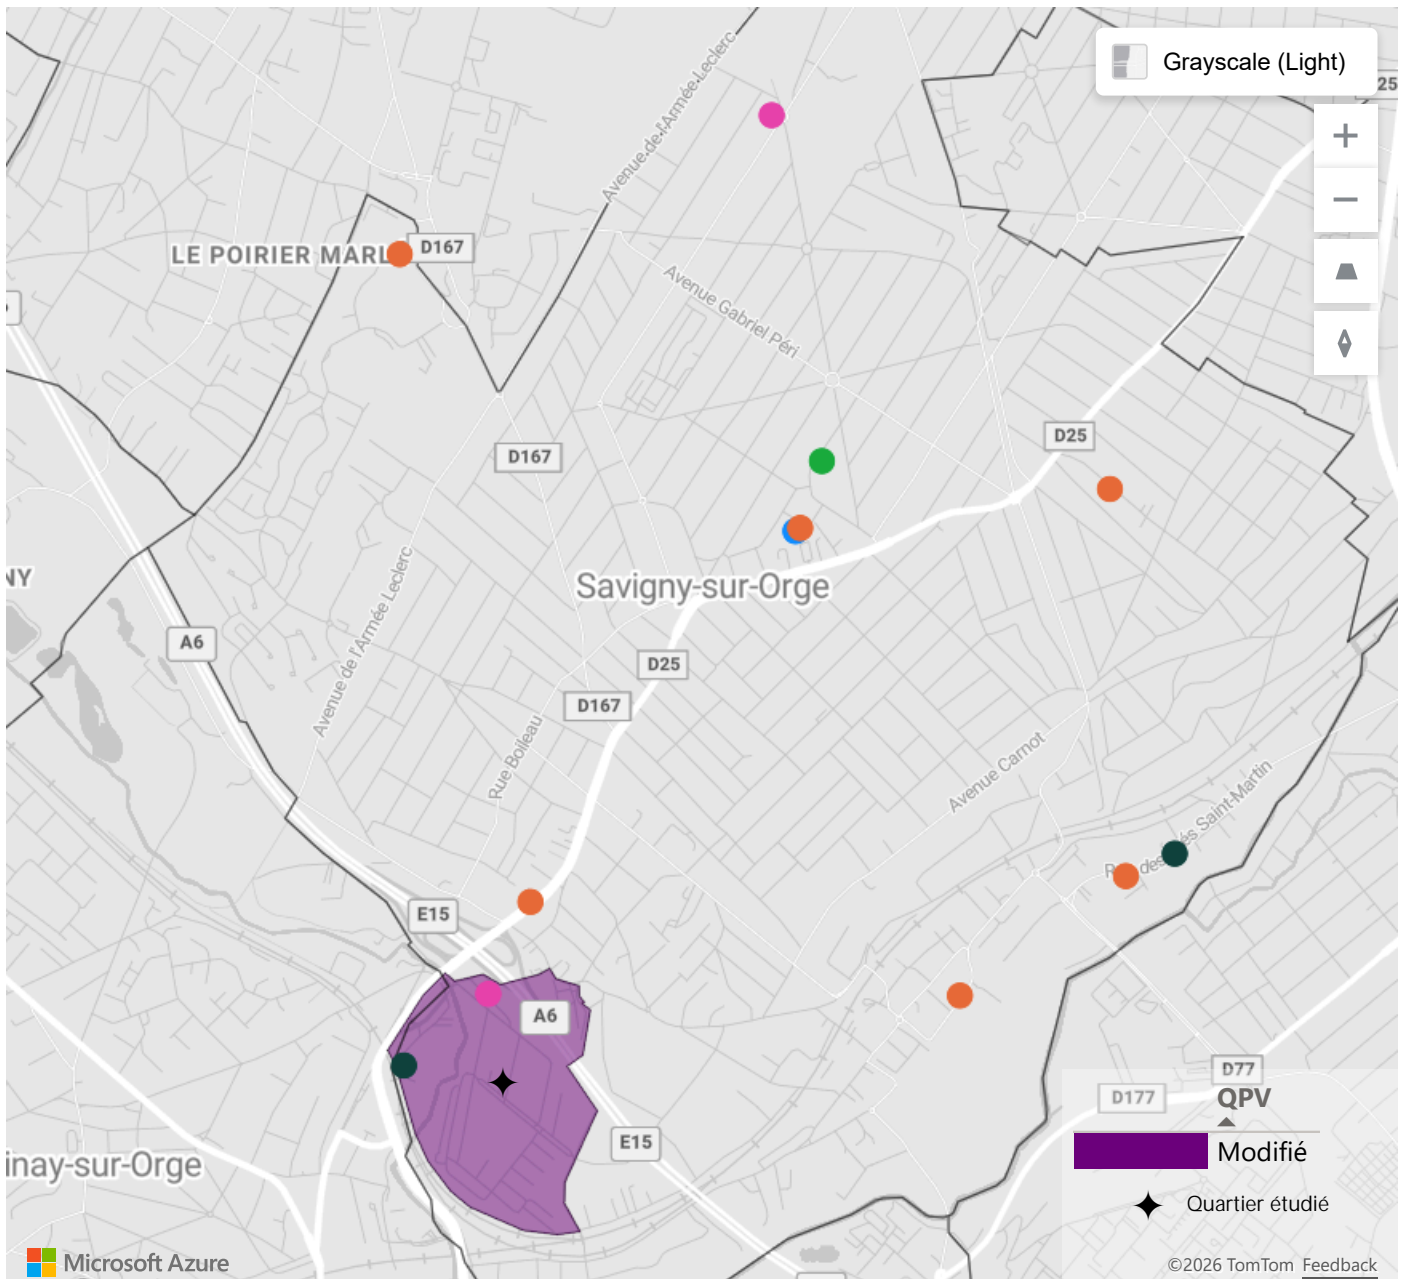 Grayscale (Light)
25
Avenue de l'Armée Leclerc
LE POIRIER MARL
D167
Avenue Gabriel Péri
D25
D167
NY
Savigny-sur-Orge
A6
Avenue de l'Armée Leclerc
D25
D167
Rue Boileau
Avenue Carnot
R des és Saint-Martin
E15
A6
D77
D177
QPV
E15
Modifié
inay-sur-Orge
Quartier étudié
Microsoft Azure
©2026 TomTom Feedback